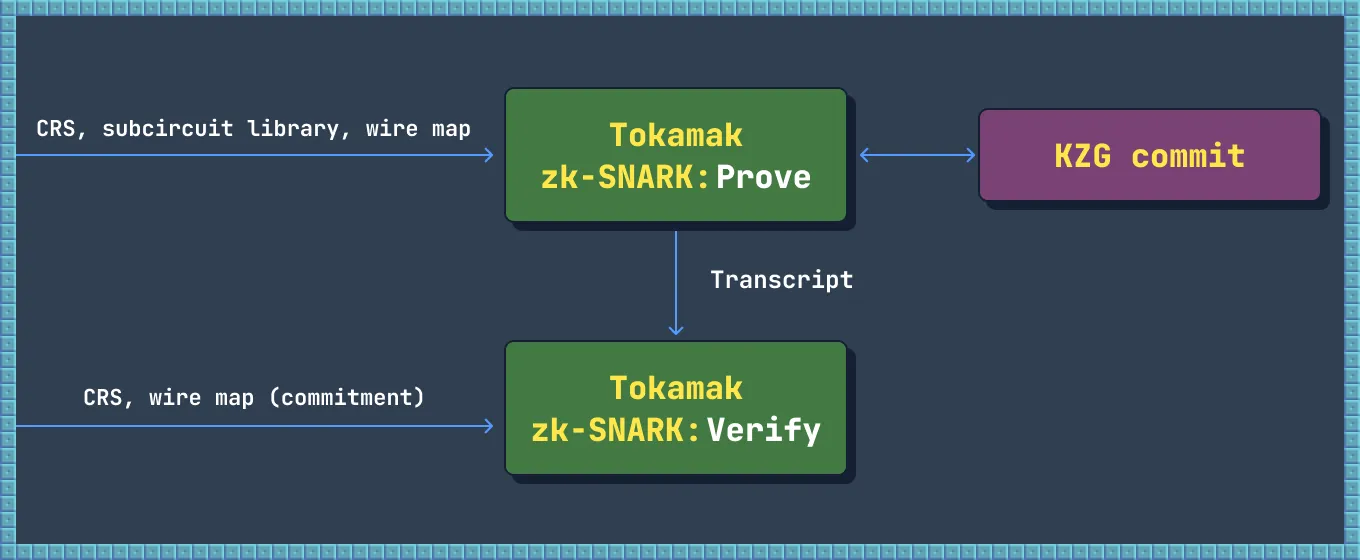 CRS, subcircuit library, wire map
Tokamak
zk-SNARK: Prove
KZG commit
Transcript
CRS, wire map (commitment)
Tokamak
zk-SNARK: Verify